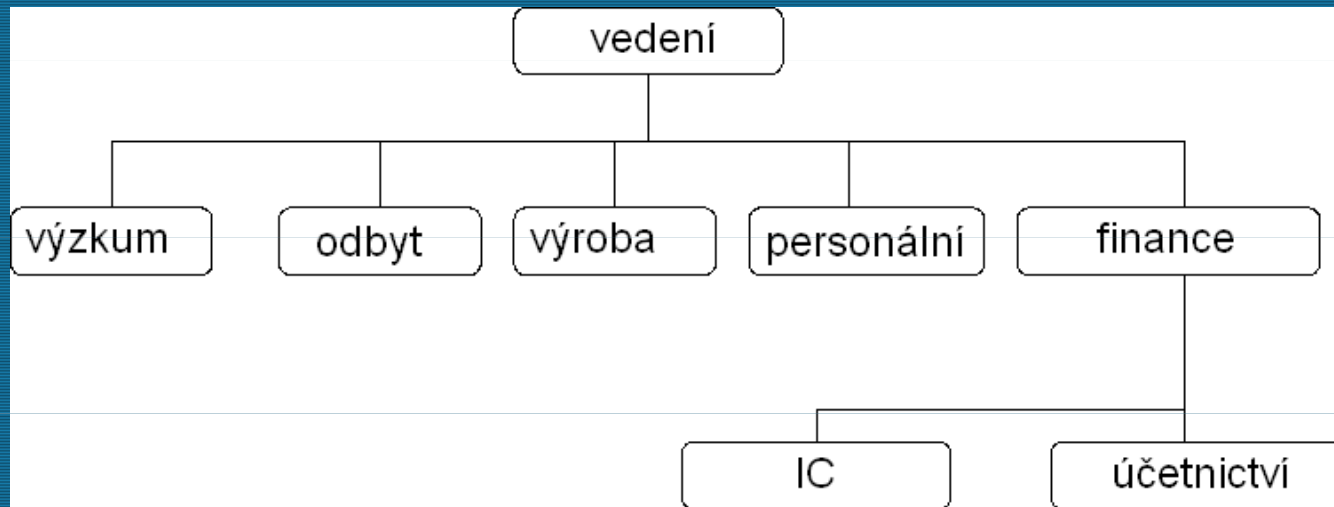 vedení
výzkum
odbyt
výroba
personální
finance
IC
účetnictví